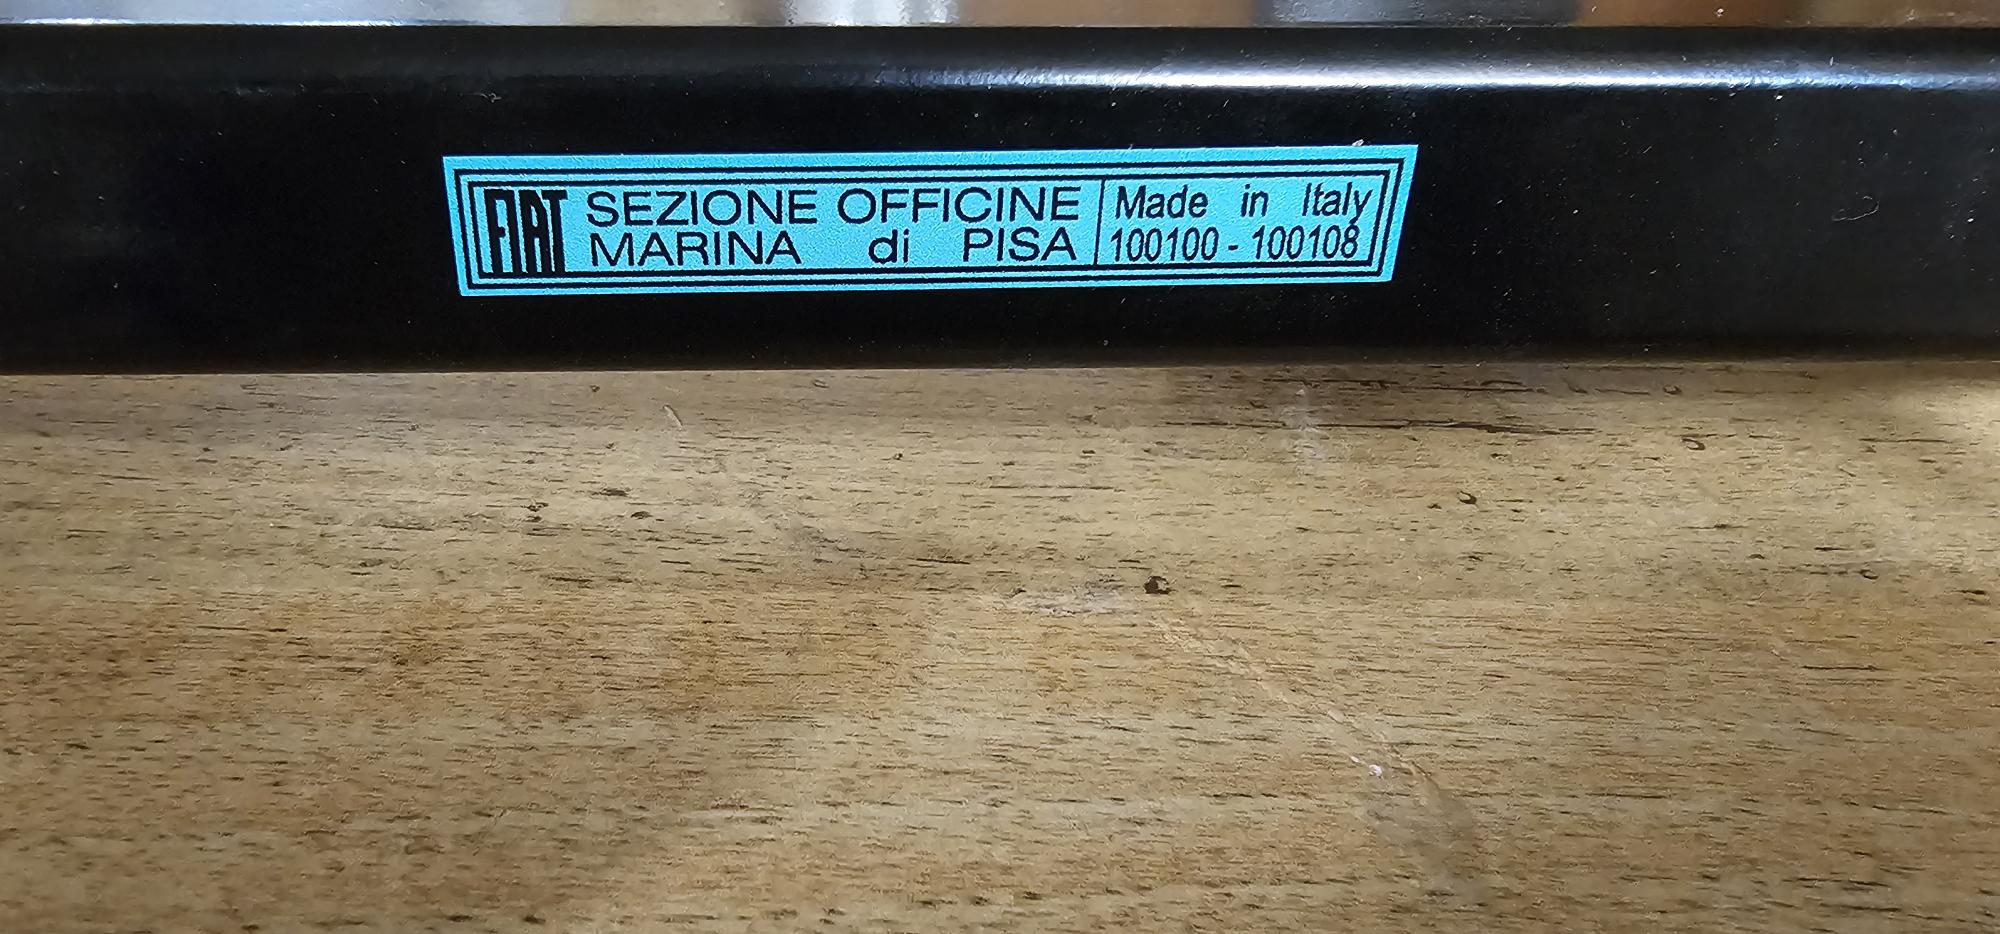 FIAT SEZIONE OFFICINE
MARINA di PISA
Made in Italy
100100 - 100108